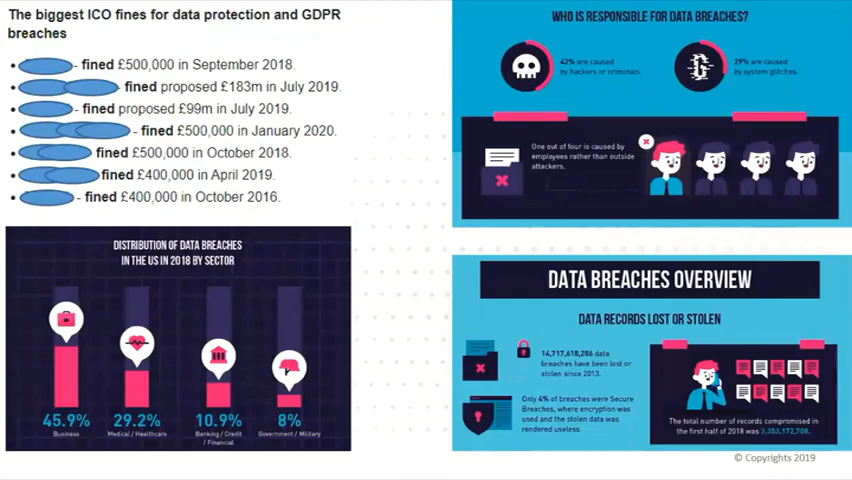 The biggest ICO fines for data protection and GDPR
breaches
- fined £500,000 in September 2018.
fined proposed £183m in July 2019.
- fined proposed £99m in July 2019.
- fined £500,000 in January 2020.
fined £500,000 in October 2018.
fined £400,000 in April 2019.
- fined £400,000 in October 2016.
DISTRIBUTION OF DATA BREACHES
IN THE US IN 2018 BY SECTOR
45.9% 29.2% 10.9% 8%
Business Medical / Healthcare Banking / Credit Government / Military
/ Financial
WHO IS RESPONSIBLE FOR DATA BREACHES?
42% are caused
by hackers or criminals.
29% are caused
by system glitches.
One out of four is caused by
employees rather than outside
attackers.
DATA BREACHES OVERVIEW
DATA RECORDS LOST OR STOLEN
14,717,618,286 data
breaches have been lost or
stolen since 2013.
Only 4% of breaches were Secure
Breaches, where encryption was
used and the stolen data was
rendered useless.
The total number of records compromised in
the first half of 2018 was 3,353,172,708.
© Copyrights 2019